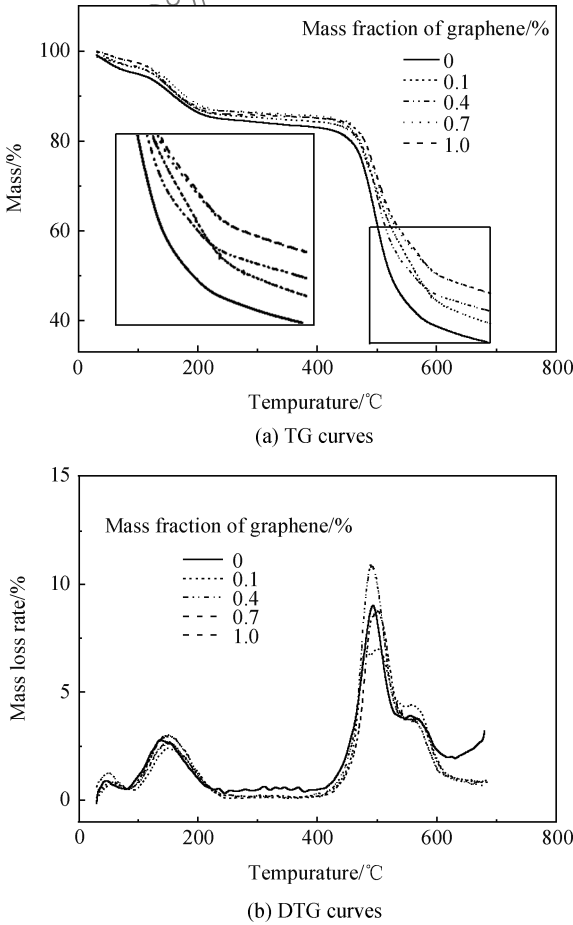 Mass fraction of graphene/%
0
0.1
0.4
0.7
1.0
100
80
60
40
Mass/%
0 200 400 600 800
Tempurature/℃
(a) TG curves
15
10
5
0
Mass fraction of graphene/%
0
0.1
0.4
0.7
1.0
Mass loss rate/%
0 200 400 600 800
Tempurature/℃
(b) DTG curves